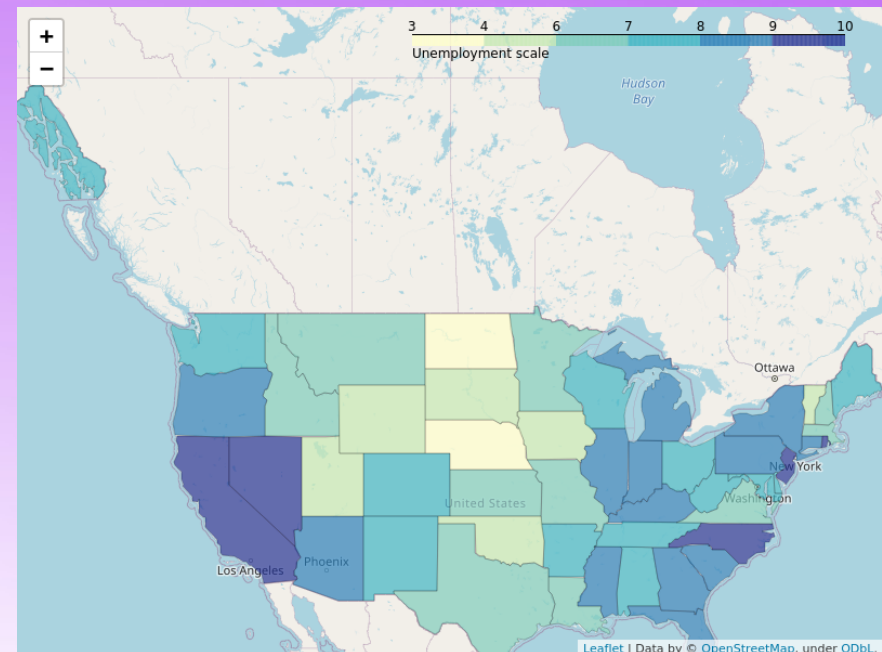 +
−
3 4 6 7 8 9 10
Unemployment scale
Hudson
Bay
Ottawa
New York
United States
Washington
Phoenix
Los Angeles
Leaflet | Data by © OpenStreetMap, under ODbL.